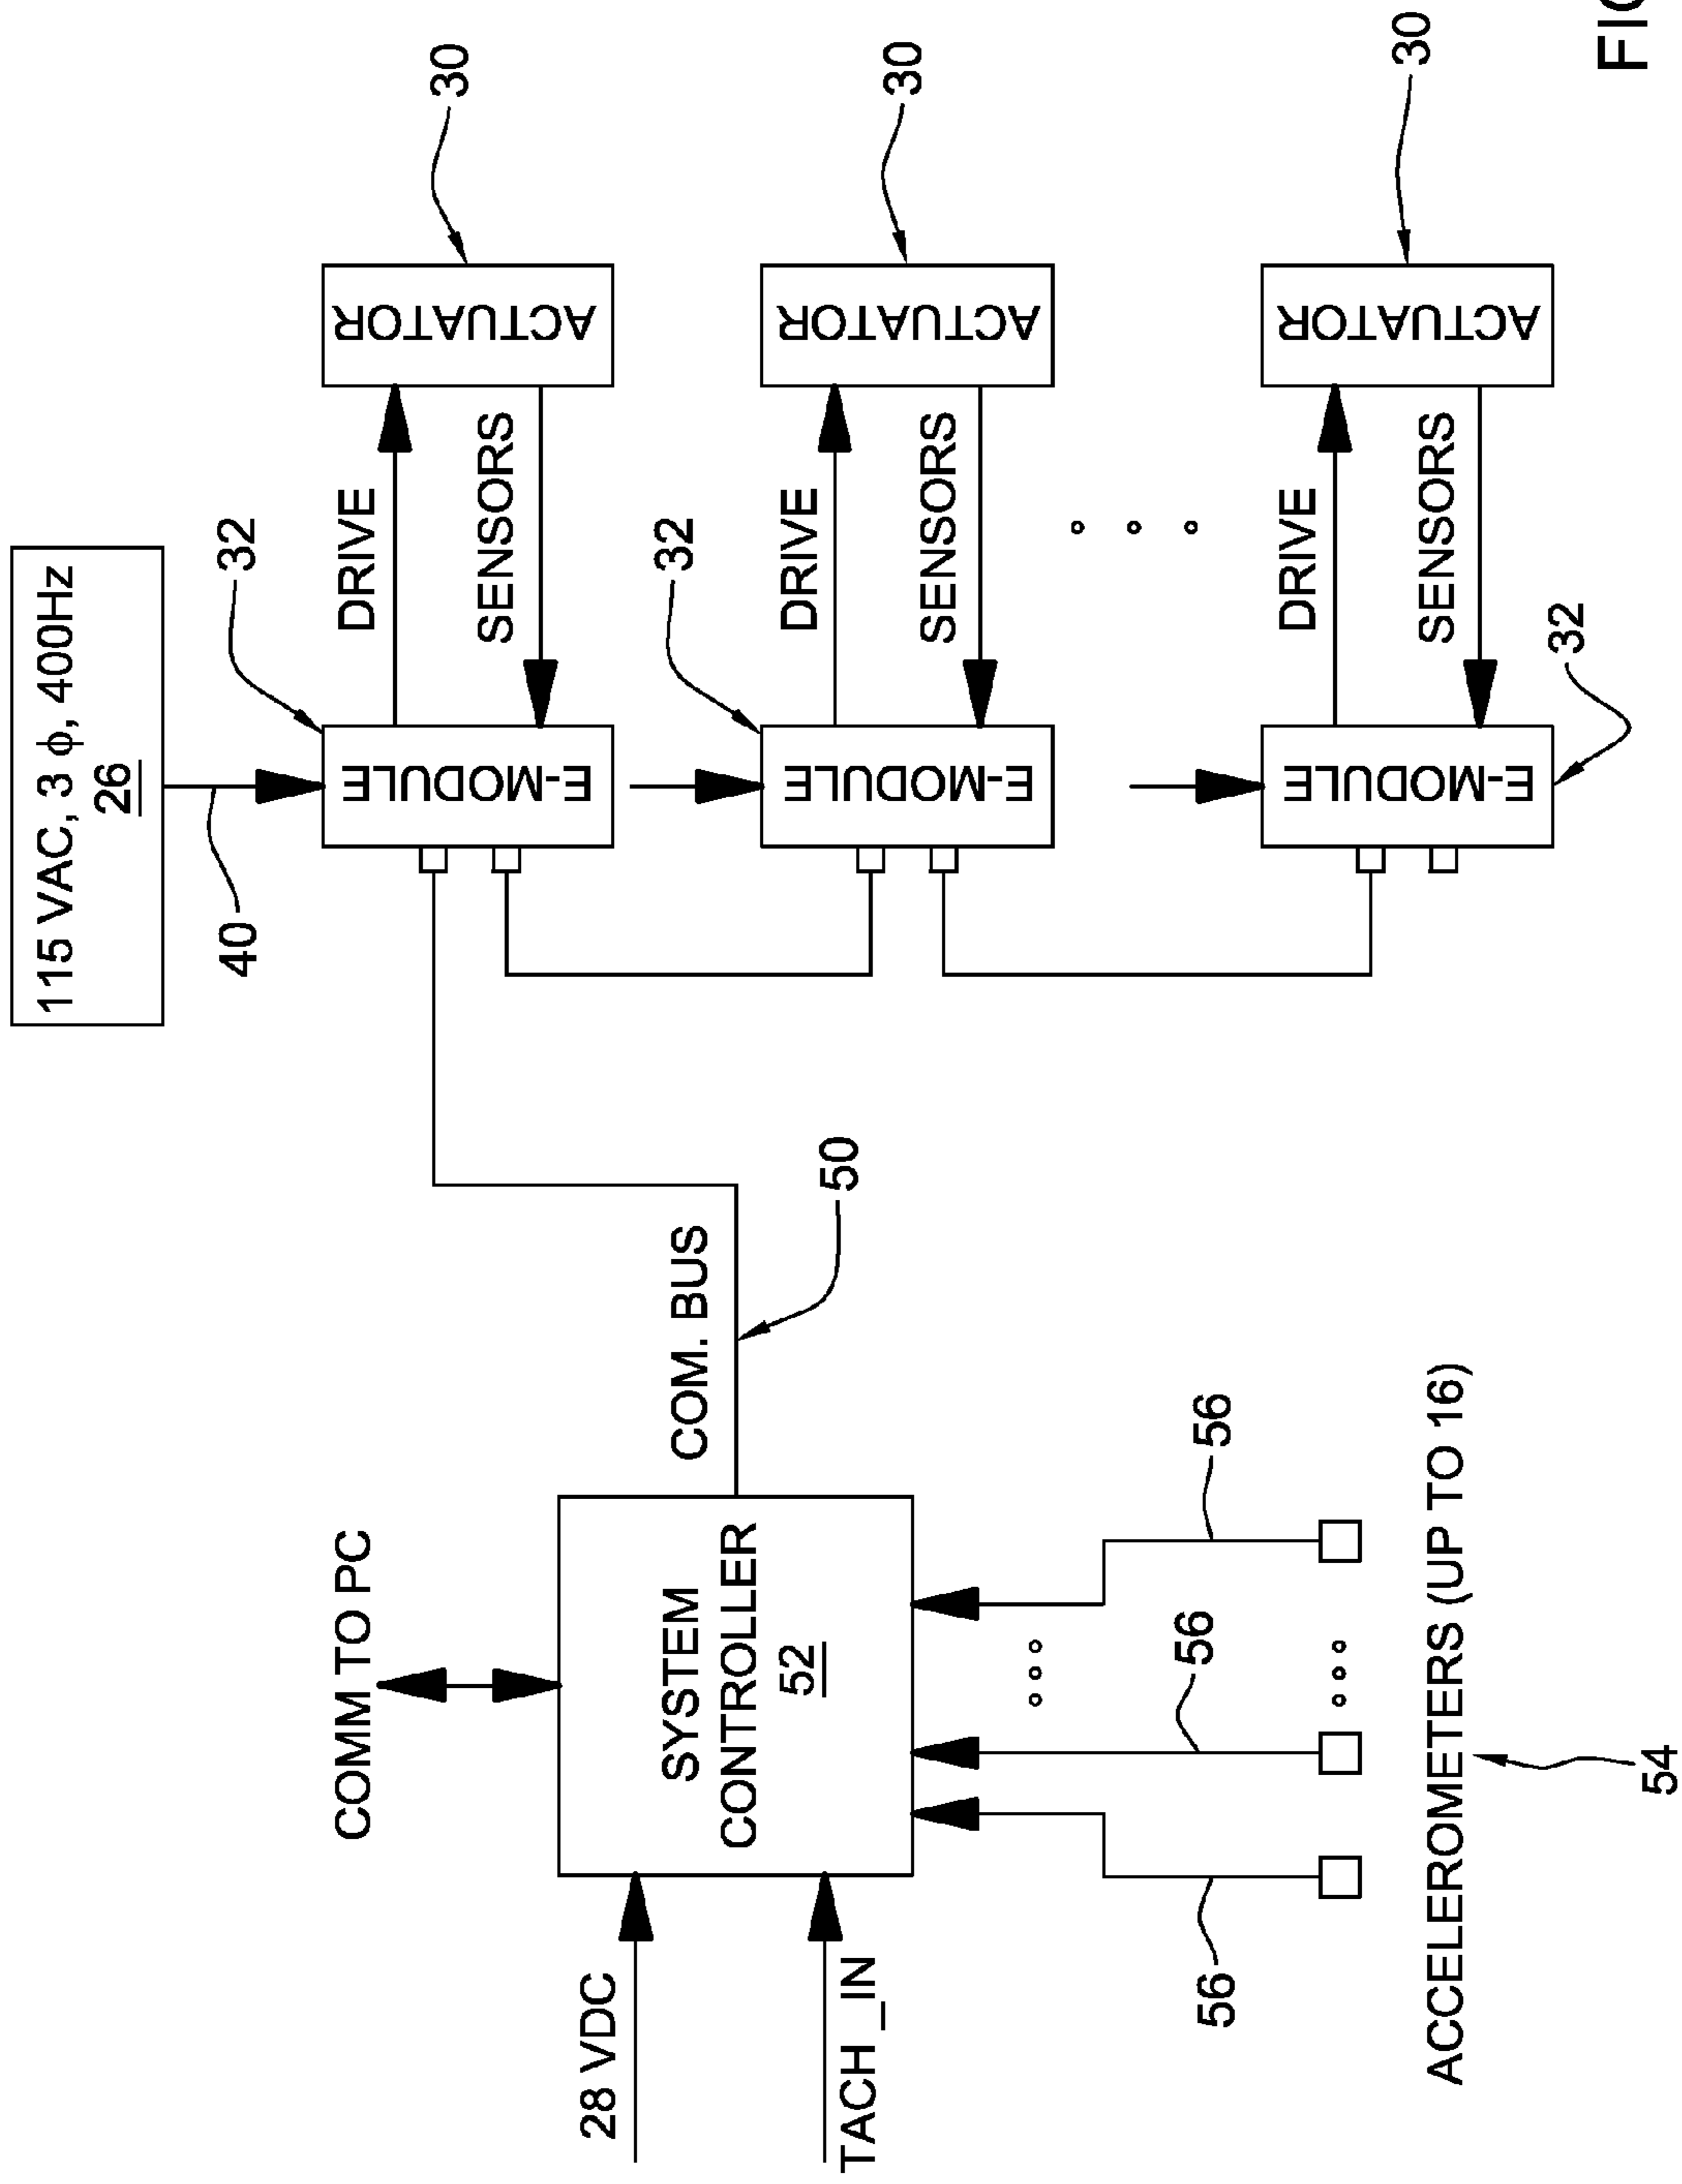 115 VAC, 3 ϕ, 400Hz
26
40
32
COMM TO PC
28 VDC
TACH_IN
SYSTEM
CONTROLLER
52
COM. BUS
50
E-MODULE
DRIVE
SENSORS
ACTUATOR
30
32
E-MODULE
DRIVE
SENSORS
ACTUATOR
30
E-MODULE
32
DRIVE
SENSORS
ACTUATOR
30
56
56
56
ACCELEROMETERS (UP TO 16)
54